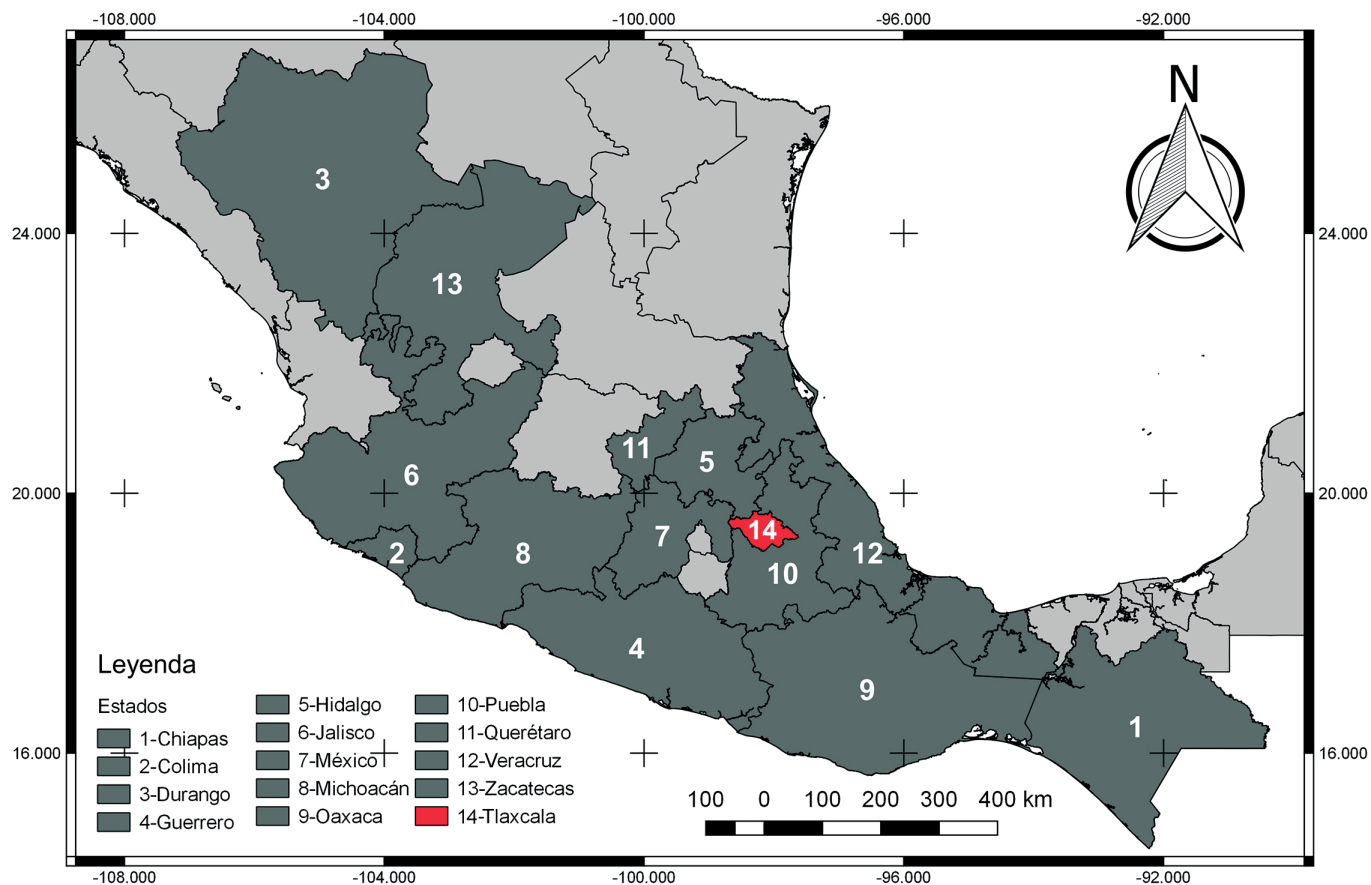 -108.000 -104.000 -100.000 -96.000 -92.000
N
3
24.000 24.000
13
11
5
6
20.000 20.000
14
7
2 8 12
10
4
Leyenda
9
Estados
5-Hidalgo 10-Puebla
1
6-Jalisco 11-Querétaro
1-Chiapas
7-México 12-Veracruz
16.000 16.000
2-Colima
8-Michoacán 13-Zacatecas
3-Durango
100 0 100 200 300 400 km
9-Oaxaca 14-Tlaxcala
4-Guerrero
-108.000 -104.000 -100.000 -96.000 -92.000